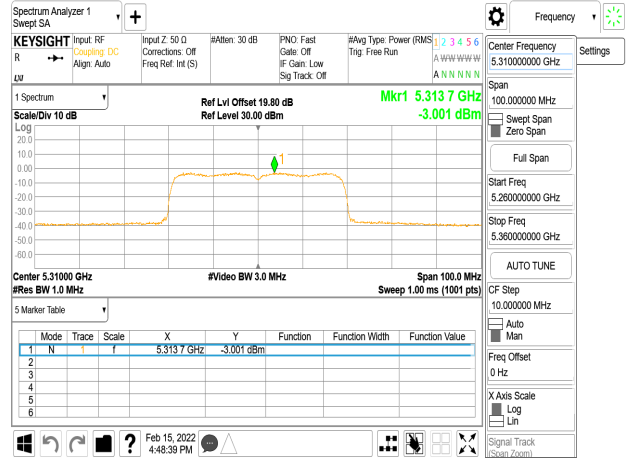 Spectrum Analyzer 1
Swept SA
Frequency
Settings
KEYSIGHT
R
Input: RF
Coupling: DC
Align: Auto
Input Z: 50 Ω
Corrections: Off
Freq Ref: Int (S)
#Atten: 30 dB
PNO: Fast
Gate: Off
IF Gain: Low
Sig Track: Off
#Avg Type: Power (RMS
Trig: Free Run
1 2 3 4 5 6
A W W W W W
A N N N N N
1 Spectrum
Scale/Div 10 dB
Ref Lvl Offset 19.80 dB
Ref Level 30.00 dBm
Mkr1 5.313 7 GHz
-3.001 dBm
Log
20.0
10.0
0.00
-10.0
-20.0
-30.0
-40.0
-50.0
-60.0
1
Center 5.31000 GHz
#Res BW 1.0 MHz
#Video BW 3.0 MHz
Span 100.0 MHz
Sweep 1.00 ms (1001 pts)
5 Marker Table
Mode Trace Scale X Y Function Function Width Function Value
1 N 1 f 5.313 7 GHz -3.001 dBm
2
3
4
5
6
Feb 15, 2022
4:48:39 PM
Center Frequency
5.310000000 GHz
Span
100.000000 MHz
Swept Span
Zero Span
Full Span
Start Freq
5.260000000 GHz
Stop Freq
5.360000000 GHz
AUTO TUNE
CF Step
10.000000 MHz
Auto
Man
Freq Offset
0 Hz
X Axis Scale
Log
Lin
Signal Track
(Span Zoom)